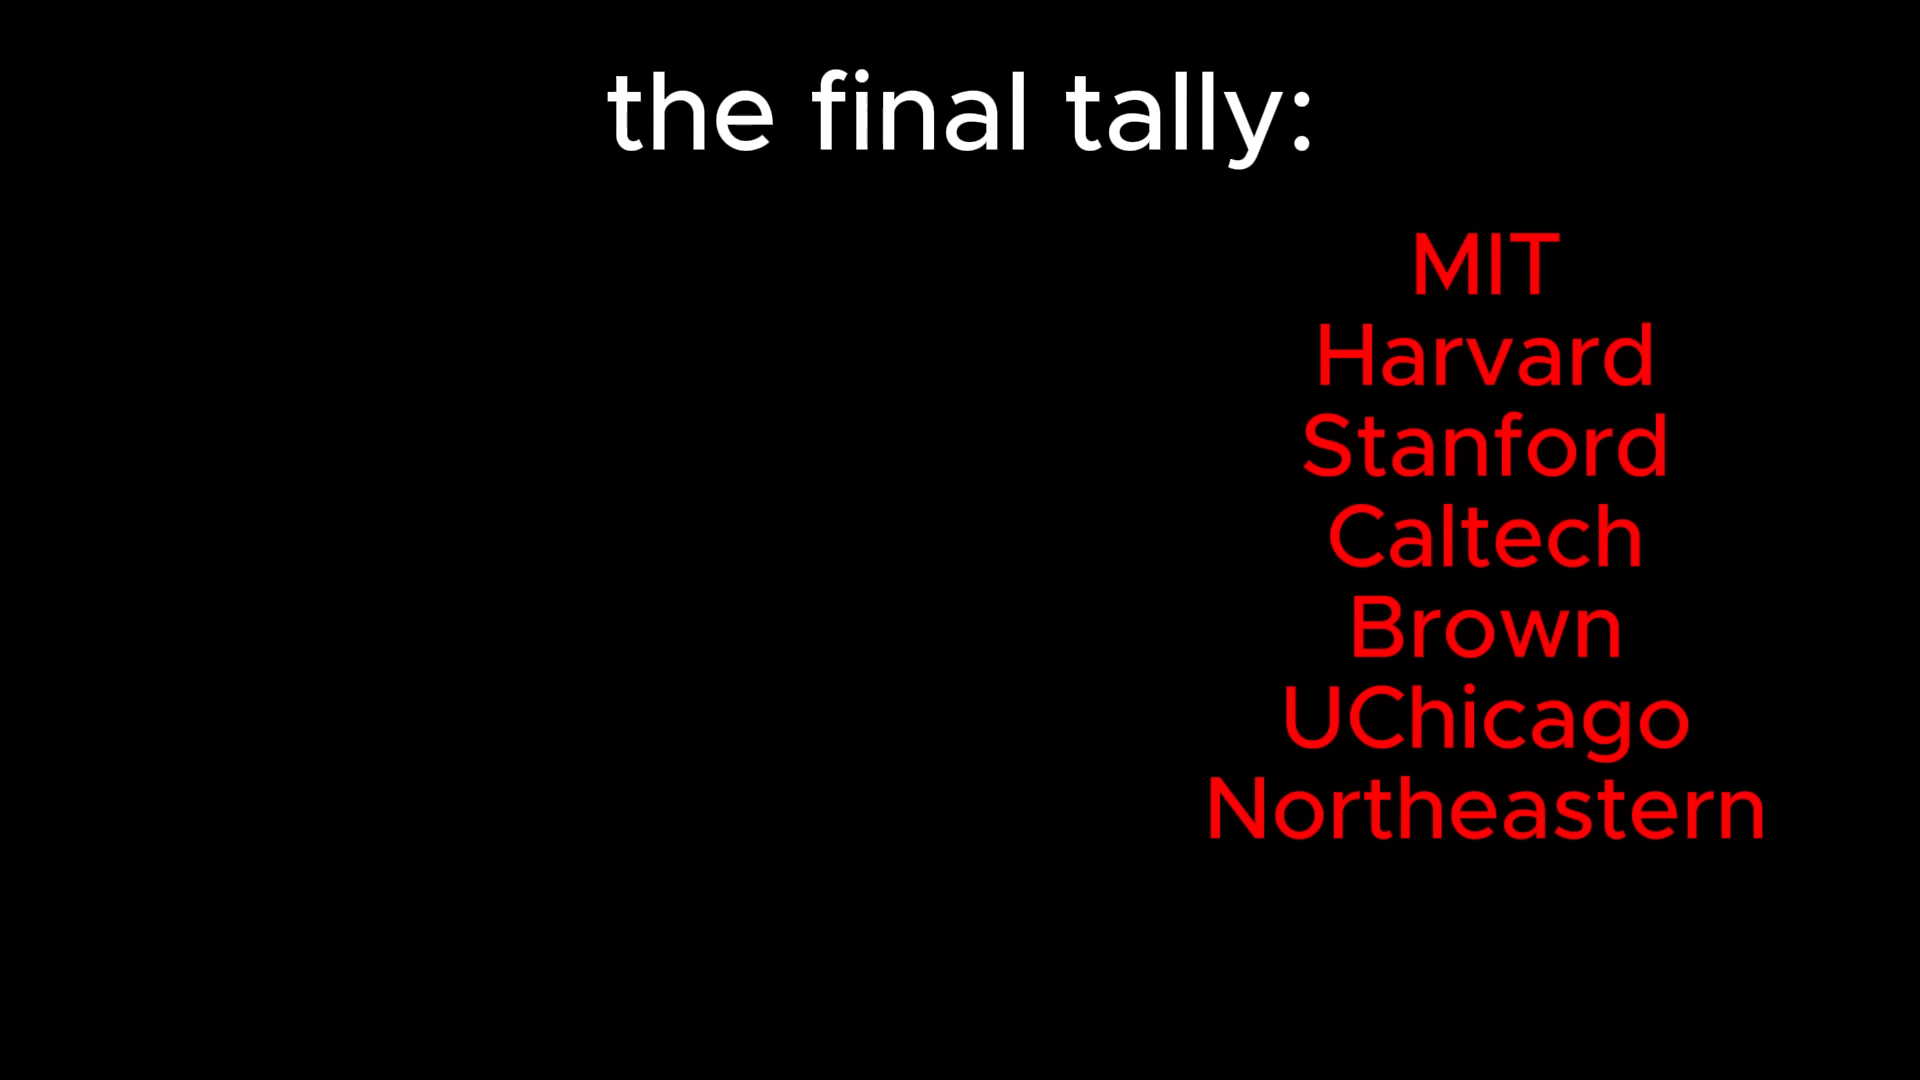 the final tally:
MIT
Harvard
Stanford
Caltech
Brown
UChicago
Northeastern